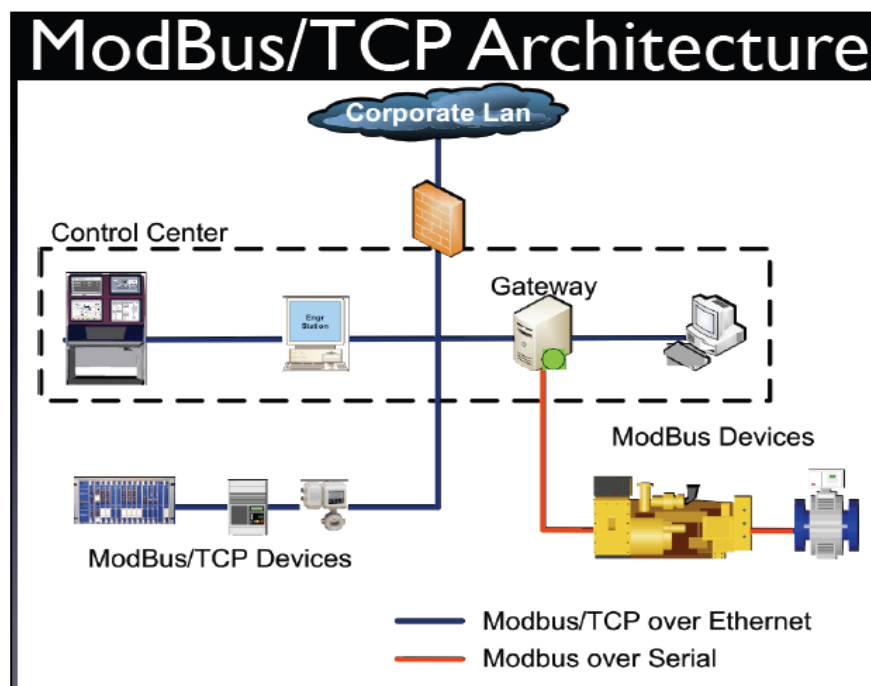 ModBus/TCP Architecture
Corporate Lan
Control Center
Gateway
Engr
Station
ModBus Devices
ModBus/TCP Devices
Modbus/TCP over Ethernet
Modbus over Serial